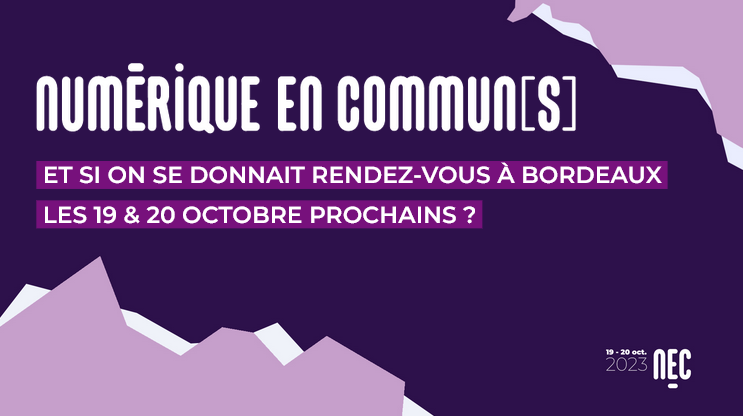 NUMÉRIQUE EN COMMUN[S]
ET SI ON SE DONNAIT RENDEZ-VOUS À BORDEAUX
LES 19 & 20 OCTOBRE PROCHAINS ?
19 - 20 oct.
2023
NEC